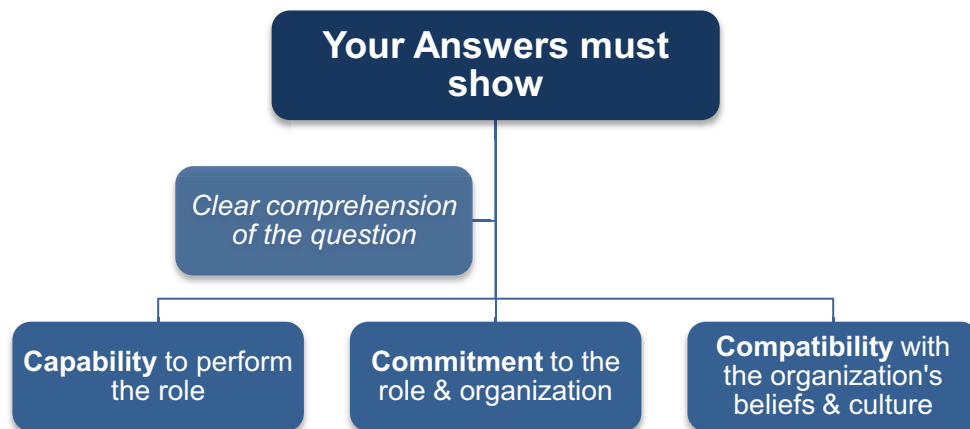 Your Answers must
show
Clear comprehension
of the question
Capability to perform
the role
Commitment to the
role & organization
Compatibility with
the organization's
beliefs & culture